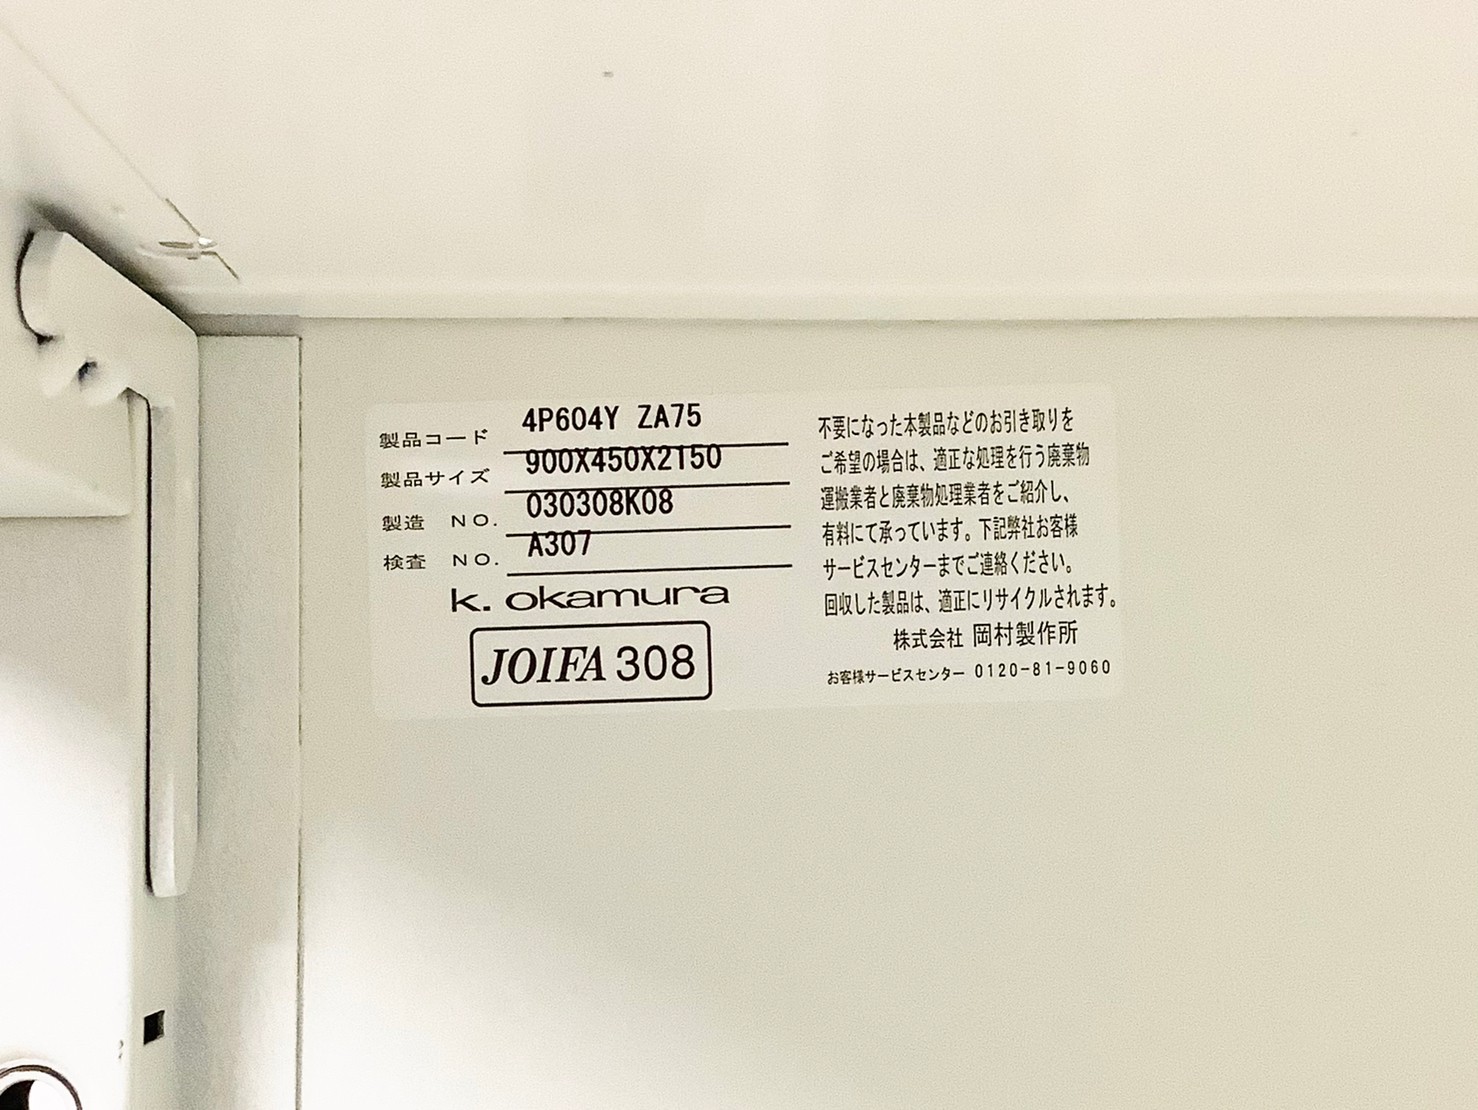 製品コード 4P604Y ZA75
製品サイズ 900X450X2150
製造 NO. 030308K08
検査 NO. A307
k. okamura
JOIFA 308
不要になった本製品などのお引き取りを
ご希望の場合は、適正な処理を行う廃棄物
運搬業者と廃棄物処理業者をご紹介し、
有料にて承っています。下記弊社お客様
サービスセンターまでご連絡ください。
回収した製品は、適正にリサイクルされます。
株式会社 岡村製作所
お客様サービスセンター 0120-81-9060